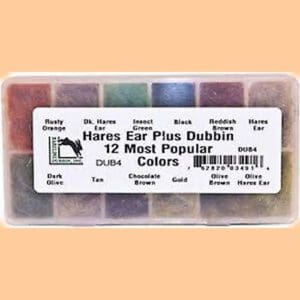 Rusty Orange
Dk. Hares Ear
Insect Green
Black
Reddish Brown
Hares Ear
Hares Ear Plus Dubbin
12 Most Popular
DUB4
DUB4
Colors
Dark Olive
Tan
Chocolate Brown
Gold
Olive Brown
Olive Hares Ear